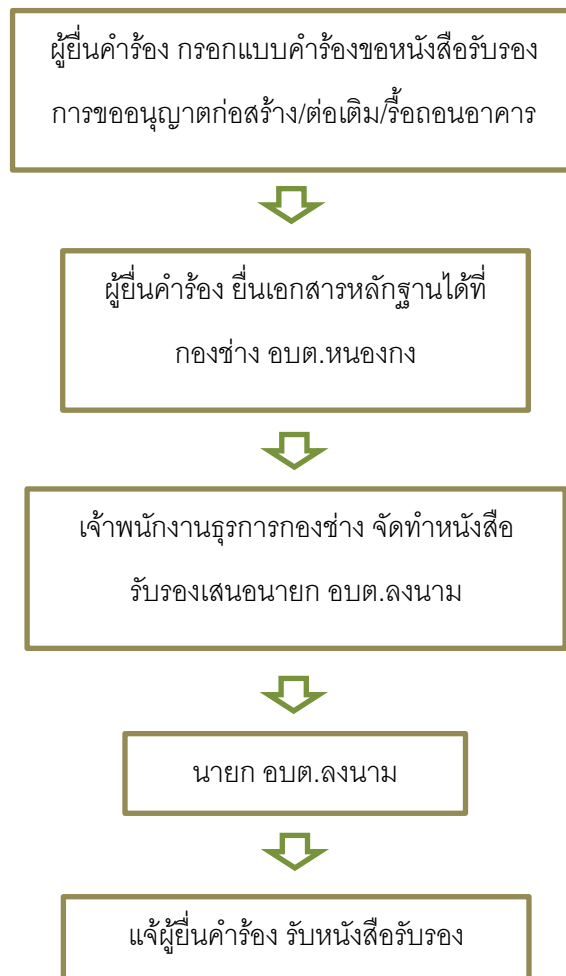 ผู้ยื่นคำร้อง กรอกแบบคำร้องขอหนังสือรับรอง
การขออนุญาตก่อสร้าง/ต่อเติม/รื้อถอนอาคาร
ผู้ยื่นคำร้อง ยื่นเอกสารหลักฐานได้ที่
กองช่าง อบต.หนองกง
เจ้าพนักงานธุรการกองช่าง จัดทำหนังสือ
รับรองเสนอนายก อบต.ลงนาม
นายก อบต.ลงนาม
แจ้ผู้ยื่นคำร้อง รับหนังสือรับรอง